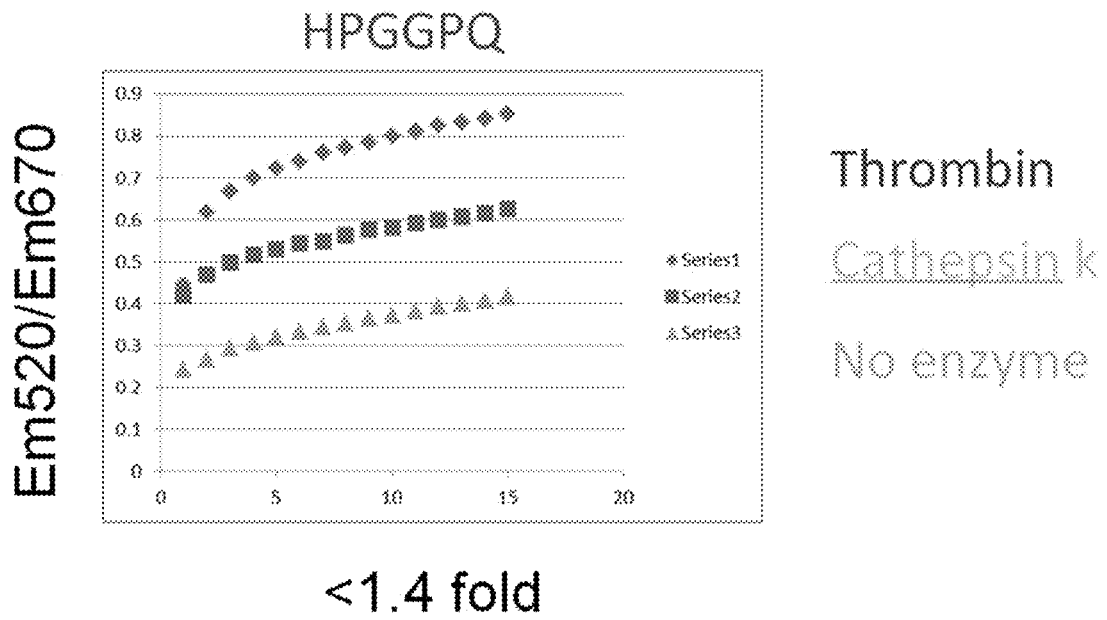 HPGGPQ
Em520/Em670
0.9
0.8
0.7
0.6
0.5
0.4
0.3
0.2
0.1
0
0
5
10
15
20
Series1
Series2
Series3
Thrombin
Cathepsin k
No enzyme
<1.4 fold